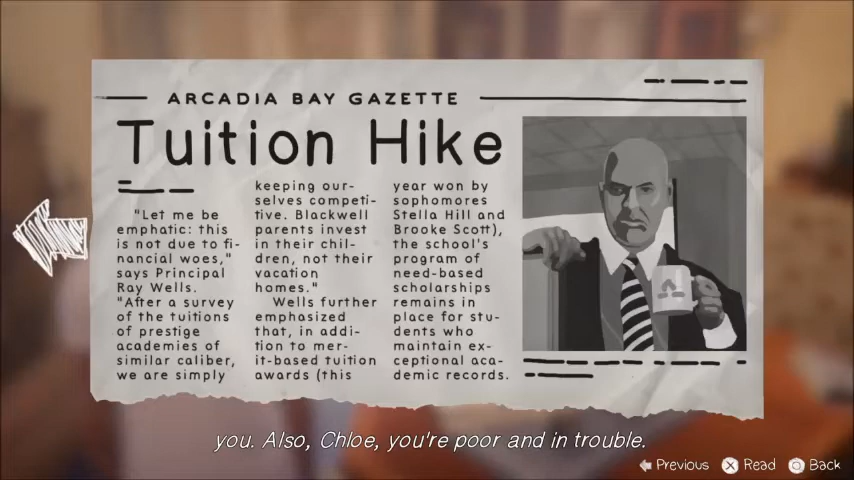 ARCADIA BAY GAZETTE
Tuition Hike
"Let me be
emphatic: this
is not due to fi-
nancial woes,"
says Principal
Ray Wells.
"After a survey
of the tuitions
of prestige
academies of
similar caliber,
we are simply
keeping our-
selves competi-
tive. Blackwell
parents invest
in their chil-
dren, not their
vacation
homes."
Wells further
emphasized
that, in addi-
tion to mer-
it-based tuition
awards (this
year won by
sophomores
Stella Hill and
Brooke Scott),
the school's
program of
need-based
scholarships
remains in
place for stu-
dents who
maintain ex-
ceptional aca-
demic records.
you. Also, Chloe, you're poor and in trouble.
Previous X Read Back